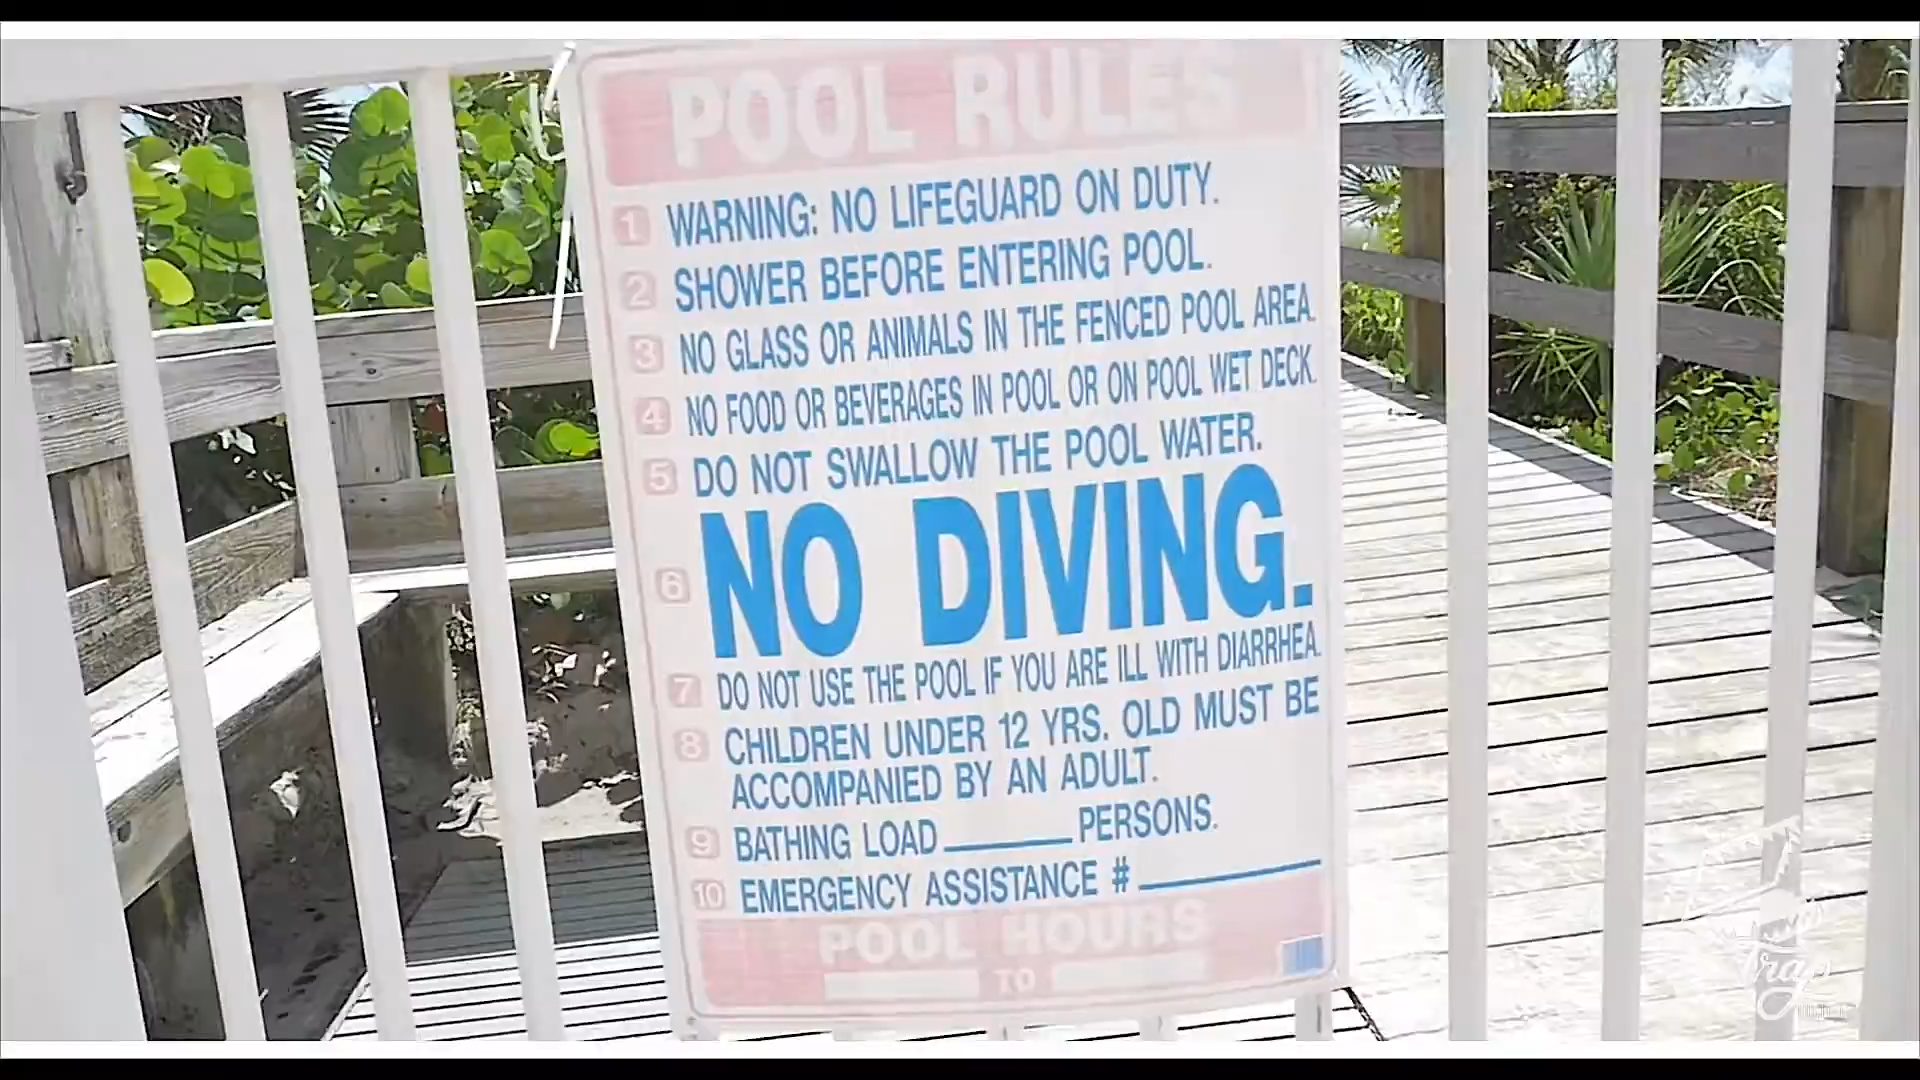 POOL RULES
1 WARNING: NO LIFEGUARD ON DUTY.
2 SHOWER BEFORE ENTERING POOL.
3 NO GLASS OR ANIMALS IN THE FENCED POOL AREA.
4 NO FOOD OR BEVERAGES IN POOL OR ON POOL WET DECK.
5 DO NOT SWALLOW THE POOL WATER.
6 NO DIVING.
7 DO NOT USE THE POOL IF YOU ARE ILL WITH DIARRHEA.
8 CHILDREN UNDER 12 YRS. OLD MUST BE
ACCOMPANIED BY AN ADULT.
9 BATHING LOAD ______ PERSONS.
10 EMERGENCY ASSISTANCE # ________
POOL HOURS
TO
Trap